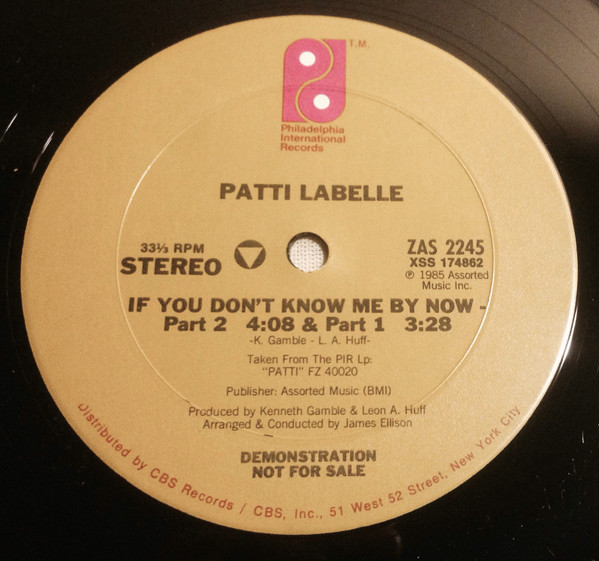 T.M.
Philadelphia
International
Records
PATTI LABELLE
33⅓ RPM
STEREO
ZAS 2245
XSS 174862
℗ 1985 Assorted
Music Inc.
IF YOU DON'T KNOW ME BY NOW -
Part 2 4:08 & Part 1 3:28
-K. Gamble - L. A. Huff-
Taken From The PIR Lp:
"PATTI" FZ 40020
Publisher: Assorted Music (BMI)
Produced by Kenneth Gamble & Leon A. Huff
Arranged & Conducted by James Ellison
DEMONSTRATION
NOT FOR SALE
Distributed by CBS Records / CBS, Inc., 51 West 52 Street, New York City